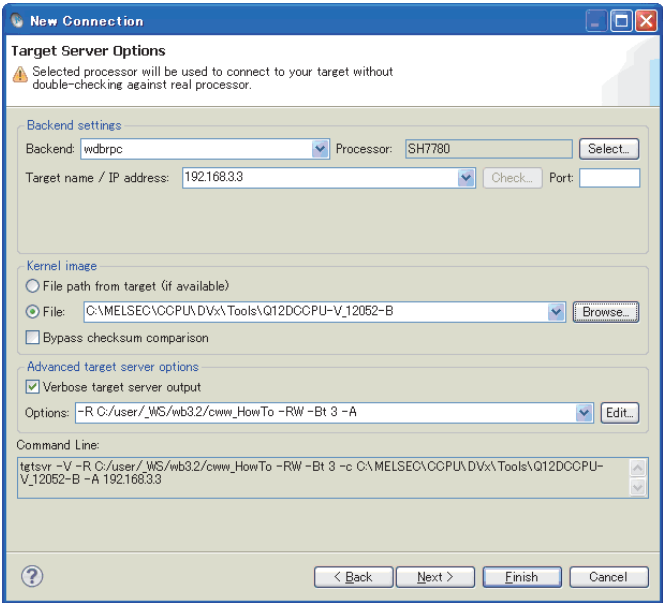 New Connection
Target Server Options
Selected processor will be used to connect to your target without
double-checking against real processor.
Backend settings
Backend: wdbrpc Processor: SH7780 Select...
Target name / IP address: 192.168.3.3 Check... Port:
Kernel image
File path from target (if available)
File: C:\MELSEC\CCPU\DVx\Tools\Q12DCCPU-V_12052-B Browse...
Bypass checksum comparison
Advanced target server options
Verbose target server output
Options: -R C:/user/_WS/wb3.2/cww_HowTo -RW -Bt 3 -A Edit...
Command Line:
tgtsvr -V -R C:/user/_WS/wb3.2/cww_HowTo -RW -Bt 3 -c C:\MELSEC\CCPU\DVx\Tools\Q12DCCPU-
V_12052-B -A 192.168.3.3
? < Back Next > Finish Cancel